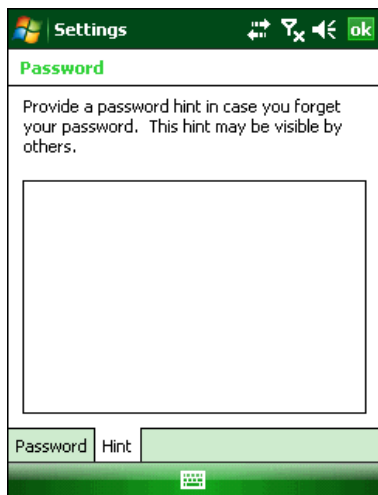 Settings
ok
Password
Provide a password hint in case you forget
your password.  This hint may be visible by
others.
Password
Hint